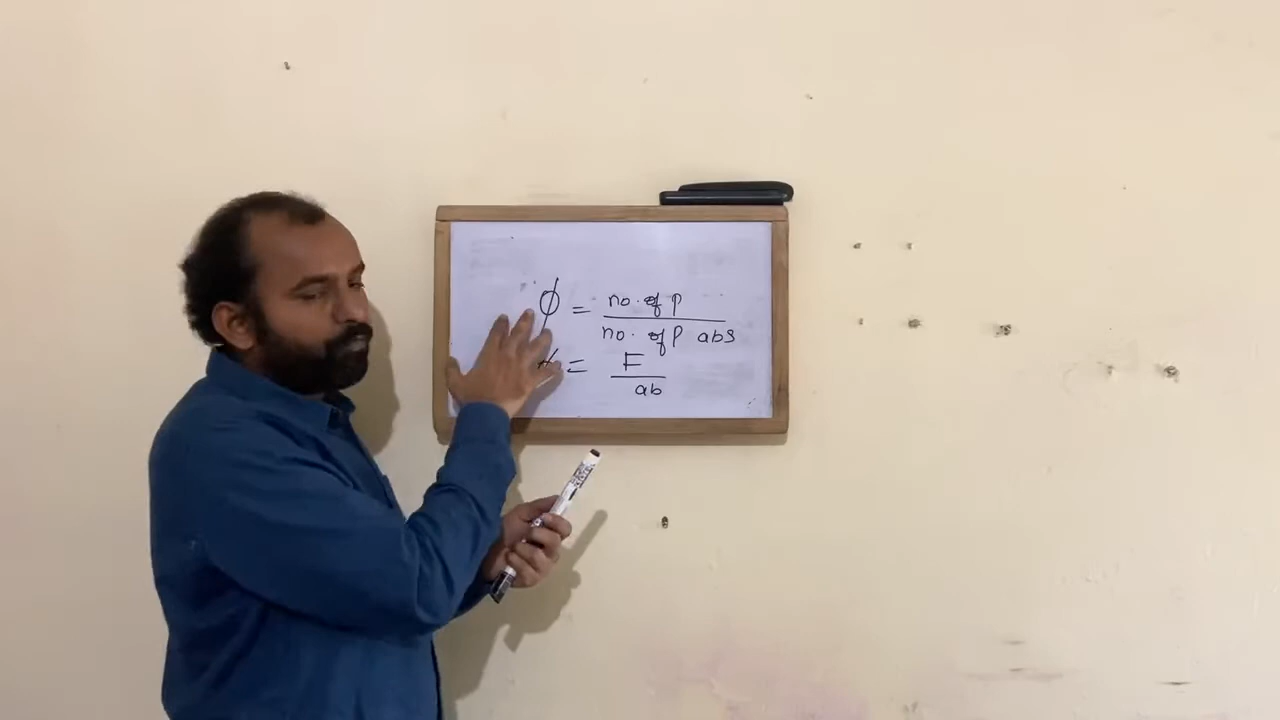 ϕ = no. of p
no. of p abs
= F
ab